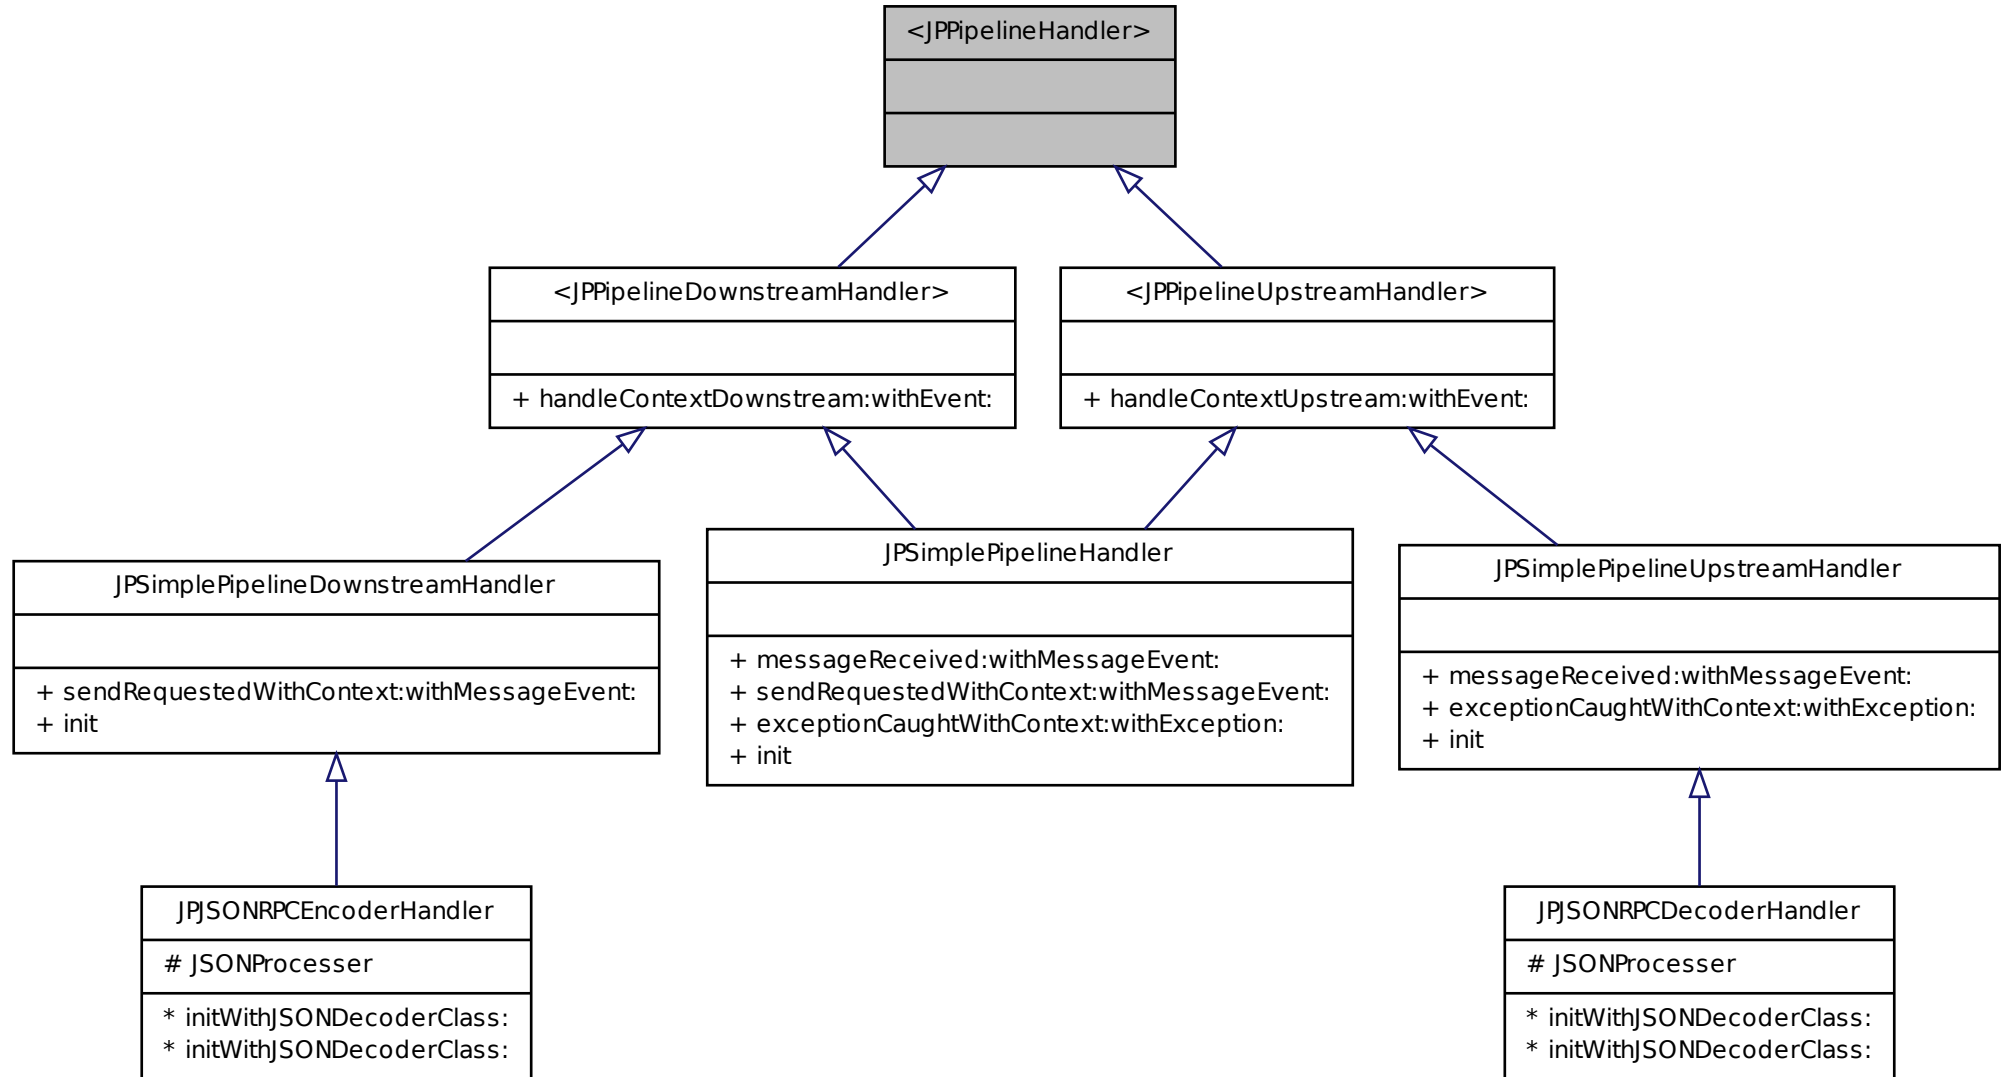 <JPPipelineHandler>
<JPPipelineDownstreamHandler>
+ handleContextDownstream:withEvent:
<JPPipelineUpstreamHandler>
+ handleContextUpstream:withEvent:
JPSimplePipelineDownstreamHandler
+ sendRequestedWithContext:withMessageEvent:
+ init
JPSimplePipelineHandler
+ messageReceived:withMessageEvent:
+ sendRequestedWithContext:withMessageEvent:
+ exceptionCaughtWithContext:withException:
+ init
JPSimplePipelineUpstreamHandler
+ messageReceived:withMessageEvent:
+ exceptionCaughtWithContext:withException:
+ init
JPJSONRPCEncoderHandler
# JSONProcesser
* initWithJSONDecoderClass:
* initWithJSONDecoderClass:
JPJSONRPCDecoderHandler
# JSONProcesser
* initWithJSONDecoderClass:
* initWithJSONDecoderClass: